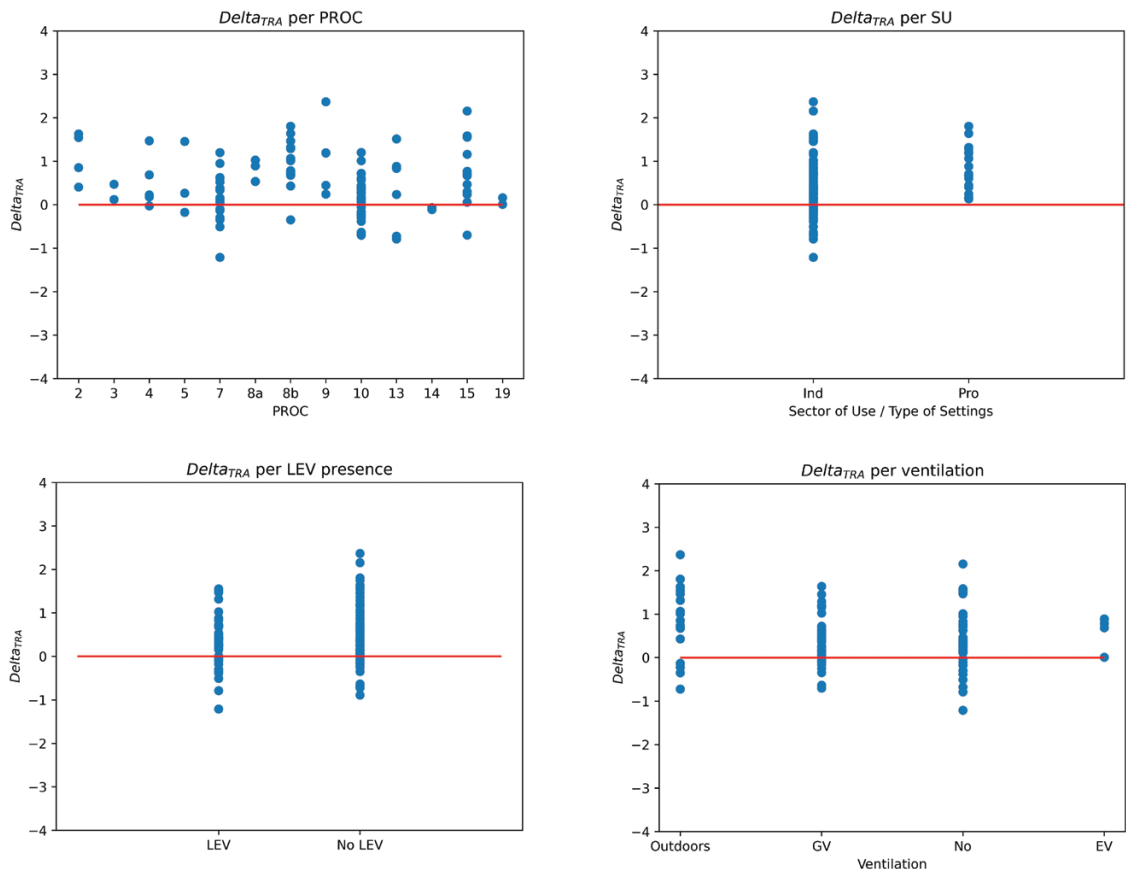 Delta_TRA per PROC
4
3
2
1
0
−1
−2
−3
−4
Delta_TRA
2 3 4 5 7 8a 8b 9 10 13 14 15 19
PROC
Delta_TRA per SU
4
3
2
1
0
−1
−2
−3
−4
Delta_TRA
Ind Pro
Sector of Use / Type of Settings
Delta_TRA per LEV presence
4
3
2
1
0
−1
−2
−3
−4
Delta_TRA
LEV No LEV
Delta_TRA per ventilation
4
3
2
1
0
−1
−2
−3
−4
Delta_TRA
Outdoors GV No EV
Ventilation